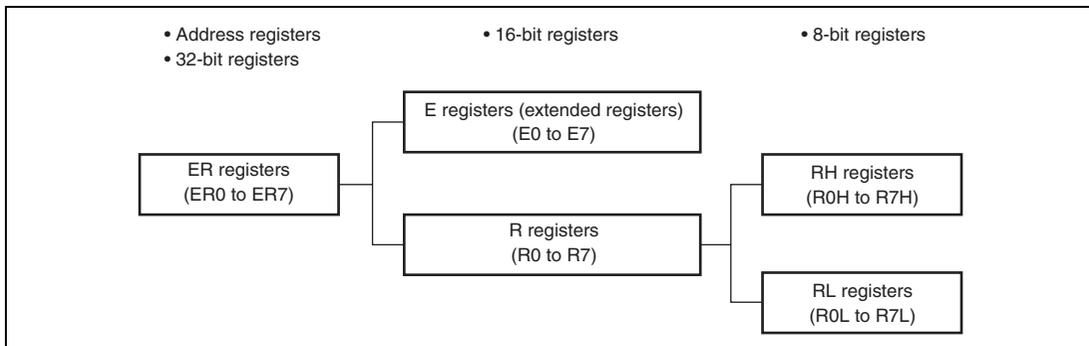 • Address registers
• 32-bit registers
• 16-bit registers
• 8-bit registers
E registers (extended registers)
(E0 to E7)
ER registers
(ER0 to ER7)
RH registers
(R0H to R7H)
R registers
(R0 to R7)
RL registers
(R0L to R7L)